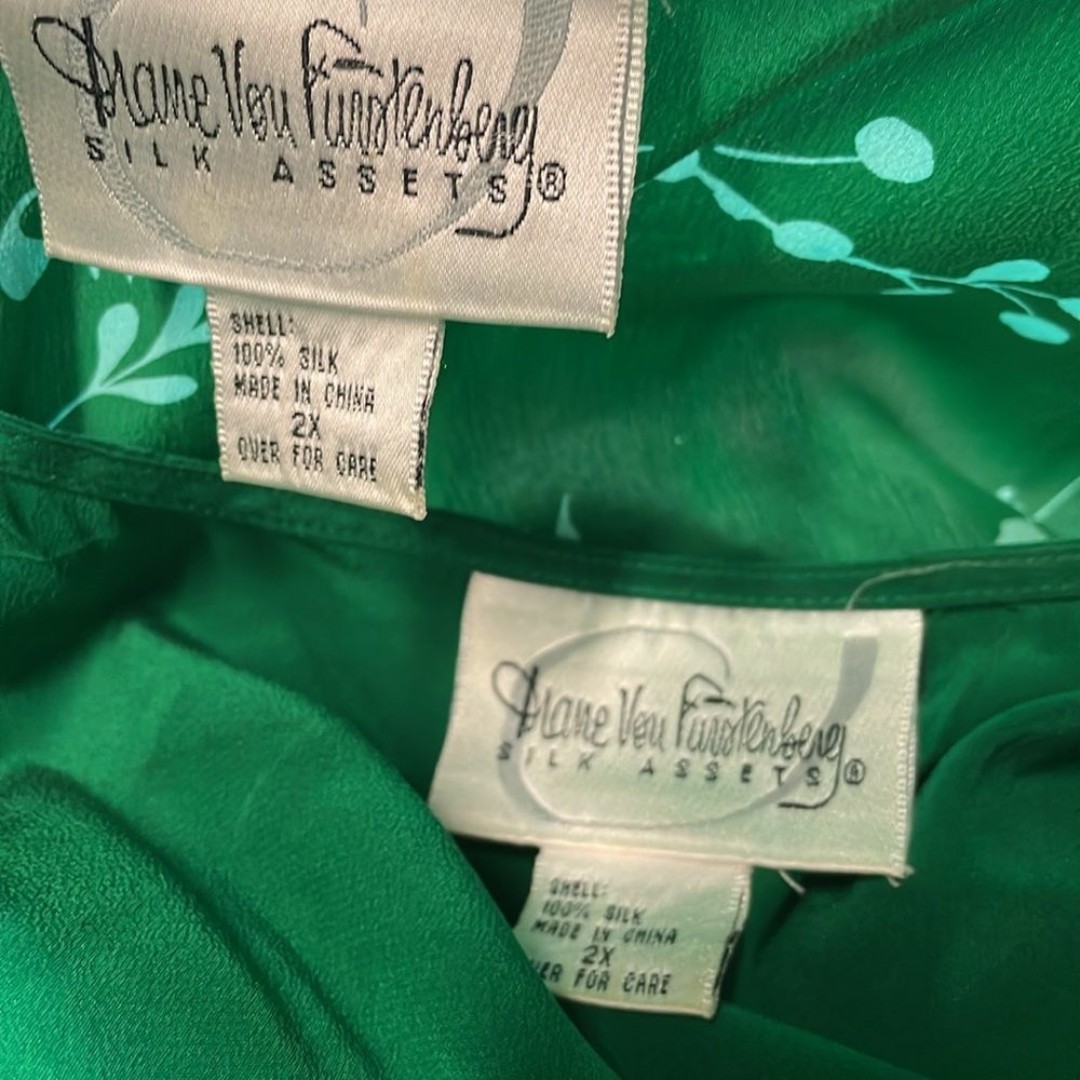 Diane Von Furstenberg
SILK ASSETS®
SHELL:
100% SILK
MADE IN CHINA
2X
OVER FOR CARE
Diane Von Furstenberg
SILK ASSETS®
SHELL:
100% SILK
MADE IN CHINA
2X
OVER FOR CARE